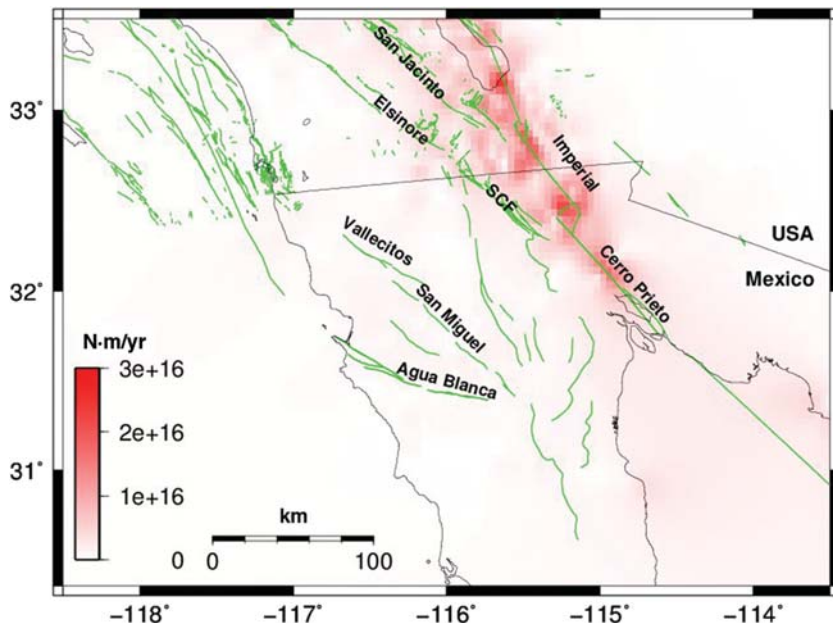 San Jacinto
33°
Elsinore
Imperial
SCF
USA
Vallecitos
Cerro Prieto
Mexico
32°
San Miguel
N·m/yr
3e+16
Agua Blanca
2e+16
31°
1e+16
km
0
0 100
−118° −117° −116° −115° −114°